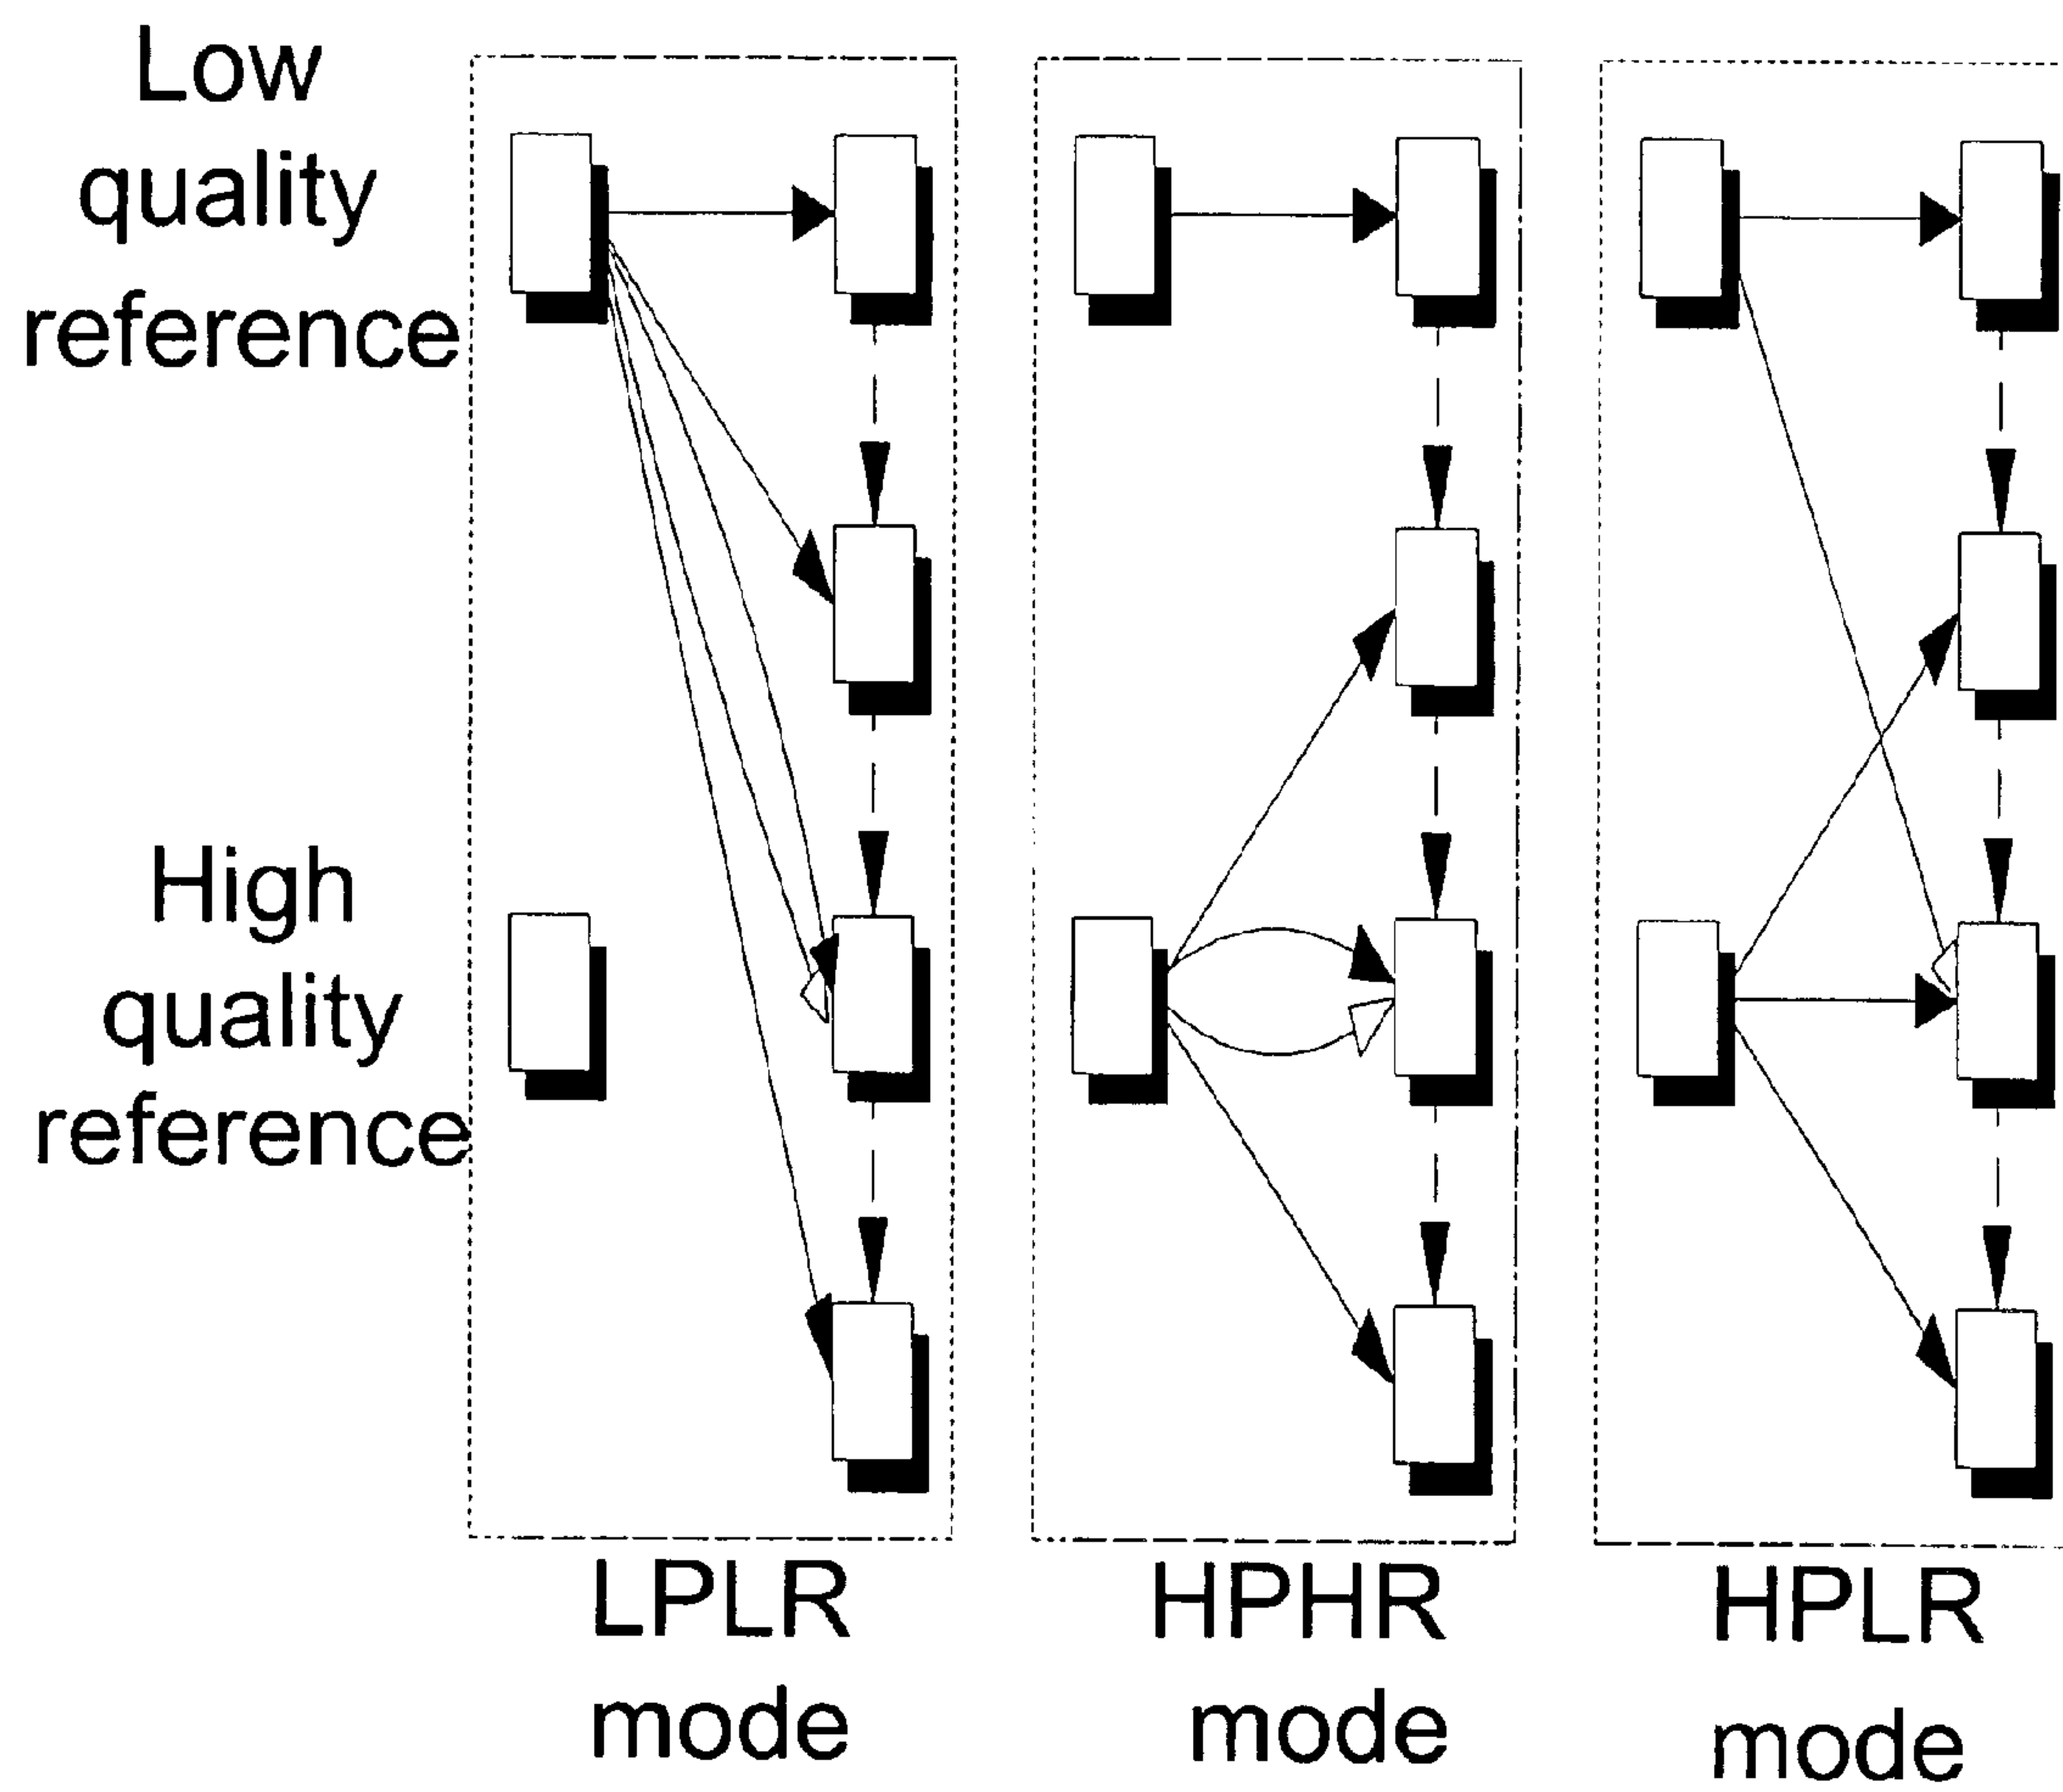 Low
quality
reference
High
quality
reference
LPLR
mode
HPHR
mode
HPLR
mode